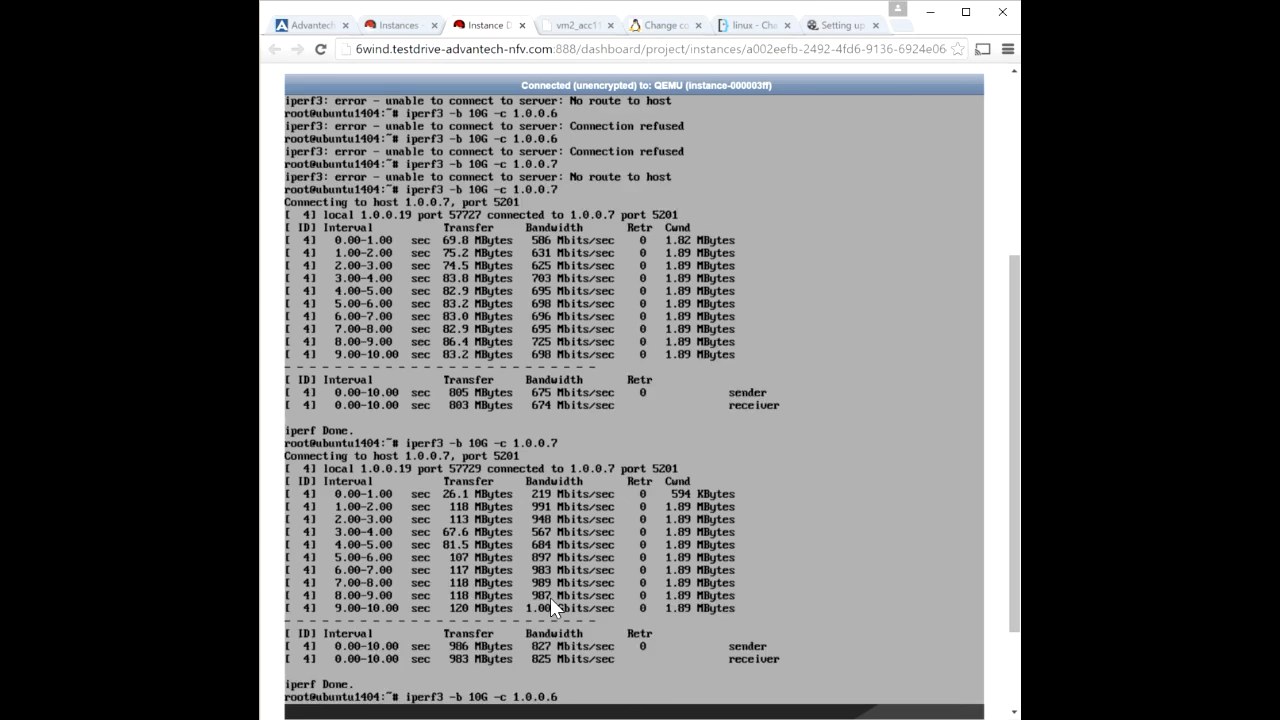 Advantech
Instances
Instance D
vm2_acc11
Change co
linux - Cha
Setting up
6wind.testdrive-advantech-nfv.com:888/dashboard/project/instances/a002eefb-2492-4fd6-9136-6924e06
Connected (unencrypted) to: QEMU (instance-000003ff)
iperf3: error - unable to connect to server: No route to host
root@ubuntu1404:~# iperf3 -b 10G -c 1.0.0.6
iperf3: error - unable to connect to server: Connection refused
root@ubuntu1404:~# iperf3 -b 10G -c 1.0.0.6
iperf3: error - unable to connect to server: Connection refused
root@ubuntu1404:~# iperf3 -b 10G -c 1.0.0.7
iperf3: error - unable to connect to server: No route to host
root@ubuntu1404:~# iperf3 -b 10G -c 1.0.0.7
Connecting to host 1.0.0.7, port 5201
[  4] local 1.0.0.19 port 57727 connected to 1.0.0.7 port 5201
[ ID] Interval           Transfer     Bandwidth       Retr  Cwnd
[  4]   0.00-1.00   sec  69.8 MBytes   586 Mbits/sec    0   1.82 MBytes
[  4]   1.00-2.00   sec  75.2 MBytes   631 Mbits/sec    0   1.89 MBytes
[  4]   2.00-3.00   sec  74.5 MBytes   625 Mbits/sec    0   1.89 MBytes
[  4]   3.00-4.00   sec  83.8 MBytes   703 Mbits/sec    0   1.89 MBytes
[  4]   4.00-5.00   sec  82.9 MBytes   695 Mbits/sec    0   1.89 MBytes
[  4]   5.00-6.00   sec  83.2 MBytes   698 Mbits/sec    0   1.89 MBytes
[  4]   6.00-7.00   sec  83.0 MBytes   696 Mbits/sec    0   1.89 MBytes
[  4]   7.00-8.00   sec  82.9 MBytes   695 Mbits/sec    0   1.89 MBytes
[  4]   8.00-9.00   sec  86.4 MBytes   725 Mbits/sec    0   1.89 MBytes
[  4]   9.00-10.00  sec  83.2 MBytes   698 Mbits/sec    0   1.89 MBytes
- - - - - - - - - - - - - - - - - - - - - - - - -
[ ID] Interval           Transfer     Bandwidth       Retr
[  4]   0.00-10.00  sec   805 MBytes   675 Mbits/sec    0             sender
[  4]   0.00-10.00  sec   803 MBytes   674 Mbits/sec                  receiver
iperf Done.
root@ubuntu1404:~# iperf3 -b 10G -c 1.0.0.7
Connecting to host 1.0.0.7, port 5201
[  4] local 1.0.0.19 port 57729 connected to 1.0.0.7 port 5201
[ ID] Interval           Transfer     Bandwidth       Retr  Cwnd
[  4]   0.00-1.00   sec  26.1 MBytes   219 Mbits/sec    0    594 KBytes
[  4]   1.00-2.00   sec   118 MBytes   991 Mbits/sec    0   1.89 MBytes
[  4]   2.00-3.00   sec   113 MBytes   948 Mbits/sec    0   1.89 MBytes
[  4]   3.00-4.00   sec  67.6 MBytes   567 Mbits/sec    0   1.89 MBytes
[  4]   4.00-5.00   sec  81.5 MBytes   684 Mbits/sec    0   1.89 MBytes
[  4]   5.00-6.00   sec   107 MBytes   897 Mbits/sec    0   1.89 MBytes
[  4]   6.00-7.00   sec   117 MBytes   983 Mbits/sec    0   1.89 MBytes
[  4]   7.00-8.00   sec   118 MBytes   989 Mbits/sec    0   1.89 MBytes
[  4]   8.00-9.00   sec   118 MBytes   987 Mbits/sec    0   1.89 MBytes
[  4]   9.00-10.00  sec   120 MBytes  1.00 bits/sec    0   1.89 MBytes
- - - - - - - - - - - - - - - - - - - - - - - - -
[ ID] Interval           Transfer     Bandwidth       Retr
[  4]   0.00-10.00  sec   986 MBytes   827 Mbits/sec    0             sender
[  4]   0.00-10.00  sec   983 MBytes   825 Mbits/sec                  receiver
iperf Done.
root@ubuntu1404:~# iperf3 -b 10G -c 1.0.0.6